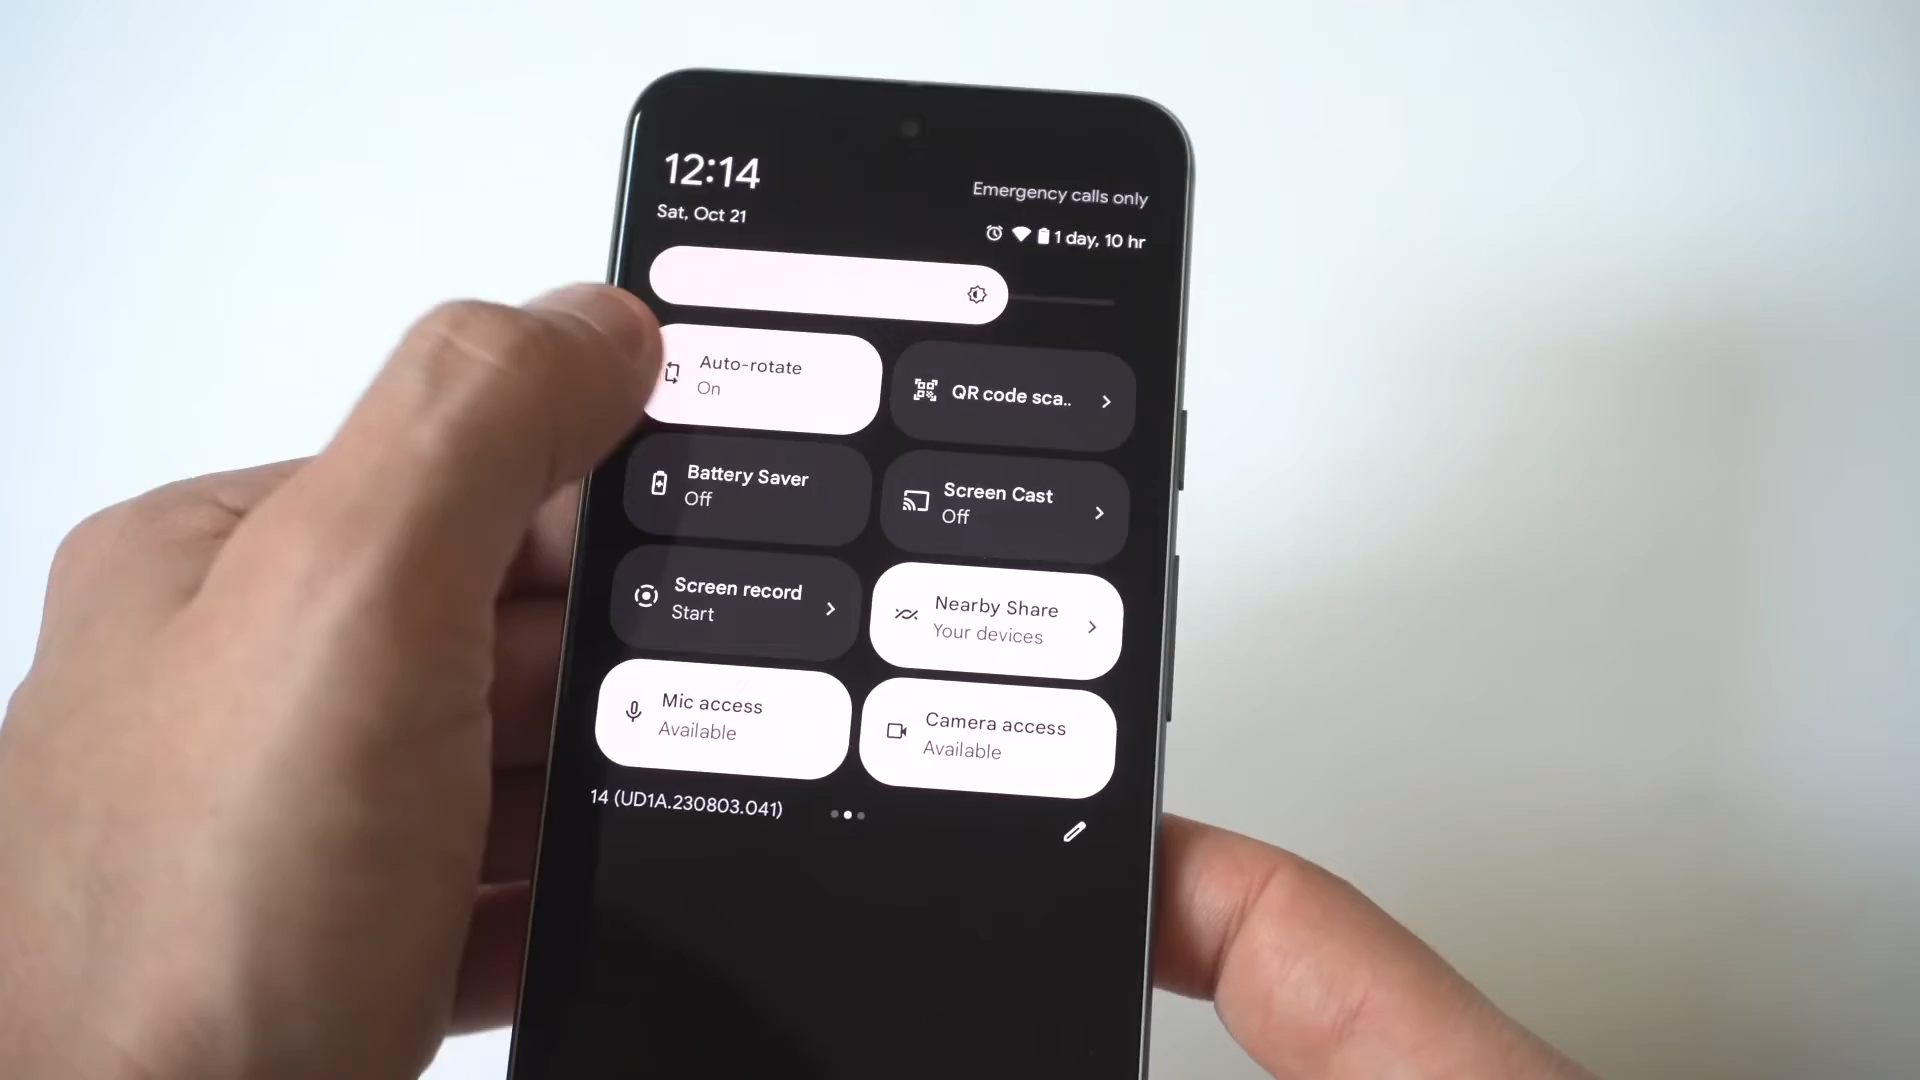 12:14
Emergency calls only
Sat, Oct 21
1 day, 10 hr
Auto-rotate
On
QR code sca..
Battery Saver
Off
Screen Cast
Off
Screen record
Start
Nearby Share
Your devices
Mic access
Available
Camera access
Available
14 (UD1A.230803.041)